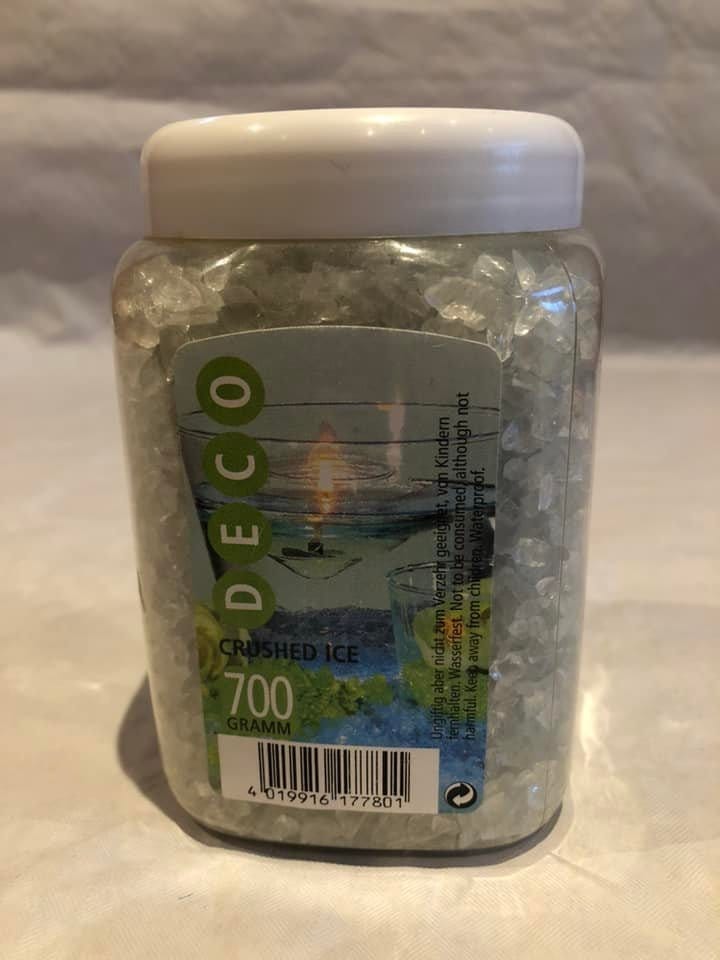 DECO
CRUSHED ICE
700
GRAMM
Ungiftig aber nicht zum Verzehr geeignet, von Kindern
fernhalten. Wasserfest. Not to be consumed, although not
harmful. Keep away from children. Waterproof.
4 019916 177801